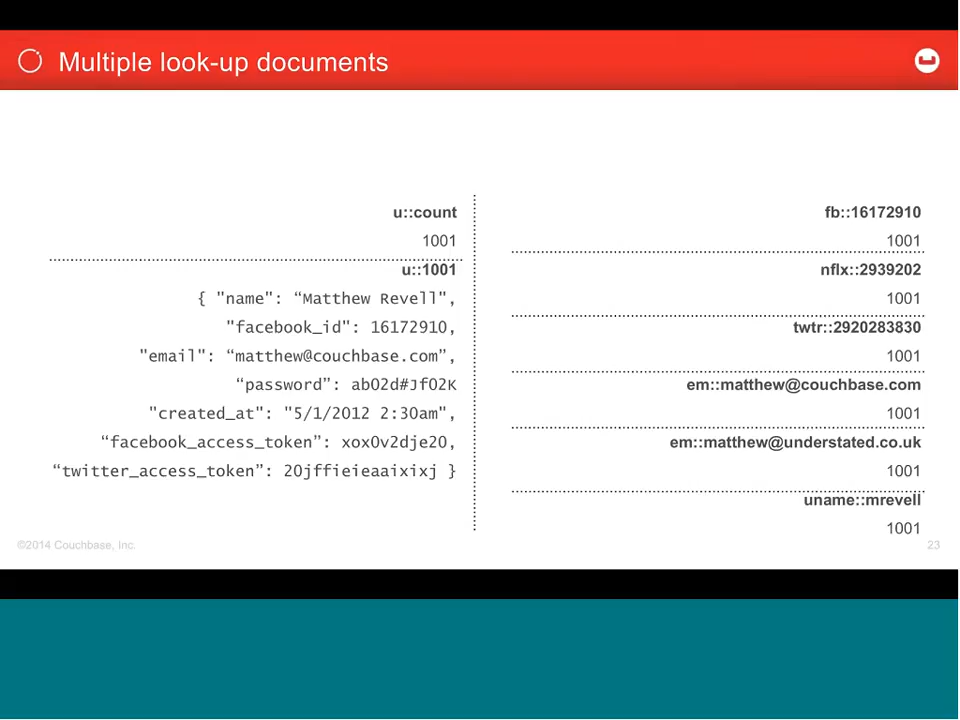 Multiple look-up documents
u::count
1001
u::1001
{ "name": “Matthew Revell",
"facebook_id": 16172910,
"email": “matthew@couchbase.com”,
“password”: ab02d#JfO2K
"created_at": "5/1/2012 2:30am",
“facebook_access_token”: xox0v2dje20,
“twitter_access_token”: 20jffieieaaixixj }
fb::16172910
1001
nflx::2939202
1001
twtr::2920283830
1001
em::matthew@couchbase.com
1001
em::matthew@understated.co.uk
1001
uname::mrevell
1001
©2014 Couchbase, Inc.
23